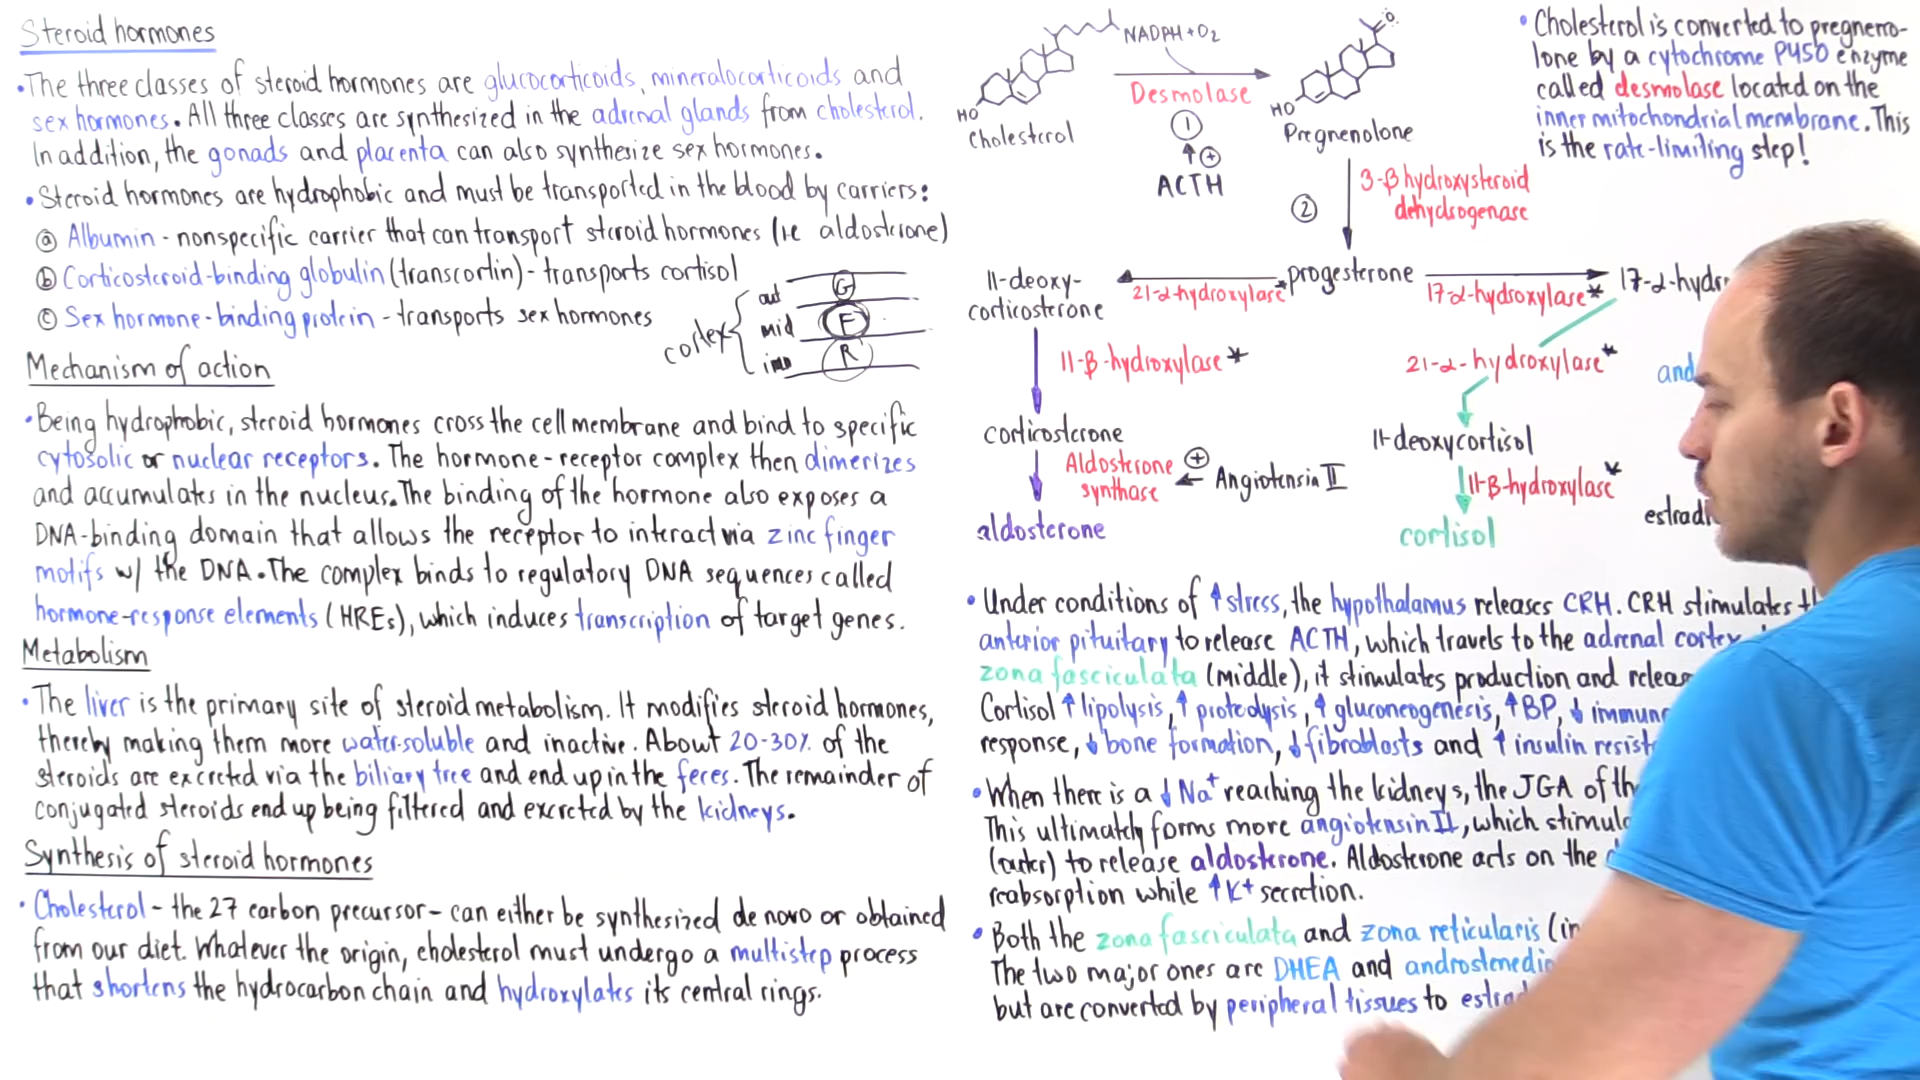 Steroid hormones
• The three classes of steroid hormones are glucocorticoids, mineralocorticoids and
sex hormones. All three classes are synthesized in the adrenal glands from cholesterol.
In addition, the gonads and placenta can also synthesize sex hormones.
• Steroid hormones are hydrophobic and must be transported in the blood by carriers:
ⓐ Albumin - nonspecific carrier that can transport steroid hormones (i.e aldosterone)
ⓑ Corticosteroid-binding globulin (transcortin) - transports cortisol
ⓒ Sex hormone-binding protein - transports sex hormones
cortex
out G
mid F
inn R
Mechanism of action
• Being hydrophobic, steroid hormones cross the cell membrane and bind to specific
cytosolic or nuclear receptors. The hormone-receptor complex then dimerizes
and accumulates in the nucleus. The binding of the hormone also exposes a
DNA-binding domain that allows the receptor to interact via zinc finger
motifs w/ the DNA. The complex binds to regulatory DNA sequences called
hormone-response elements (HREs), which induces transcription of target genes.
Metabolism
• The liver is the primary site of steroid metabolism. It modifies steroid hormones,
thereby making them more water-soluble and inactive. About 20-30% of the
steroids are excreted via the biliary tree and end up in the feces. The remainder of
conjugated steroids end up being filtered and excreted by the kidneys.
Synthesis of steroid hormones
• Cholesterol - the 27 carbon precursor - can either be synthesized de novo or obtained
from our diet. Whatever the origin, cholesterol must undergo a multistep process
that shortens the hydrocarbon chain and hydroxylates its central rings.
HO
Cholesterol
NADPH + O2
Desmolase
①
⊕
ACTH
O
HO
Pregnenolone
②
3-β hydroxysteroid
dehydrogenase
• Cholesterol is converted to pregneno-
lone by a cytochrome P450 enzyme
called desmolase located on the
inner mitochondrial membrane. This
is the rate-limiting step!
11-deoxy-
corticosterone
21-α-hydroxylase*
progesterone
17-α-hydroxylase*
17-α-hydr
11-β-hydroxylase*
21-α-hydroxylase*
and
corticosterone
11-deoxycortisol
Aldosterone
synthase
⊕
Angiotensin II
11-β-hydroxylase*
aldosterone
cortisol
estradi
• Under conditions of ↑stress, the hypothalamus releases CRH. CRH stimulates th
anterior pituitary to release ACTH, which travels to the adrenal cortex
zona fasciculata (middle), it stimulates production and releas
Cortisol ↑lipolysis, ↑ proteolysis, ↑ gluconeogenesis, ↑BP, ↓ immune
response, ↓ bone formation, ↓ fibroblasts and ↑ insulin resist
• When there is a ↓ Na+ reaching the kidneys, the JGA of th
This ultimately forms more angiotensin II, which stimula
(outer) to release aldosterone. Aldosterone acts on the d
reabsorption while ↑K+ secretion.
• Both the zona fasciculata and zona reticularis (in
The two major ones are DHEA and androstenedio
but are converted by peripheral tissues to estrad